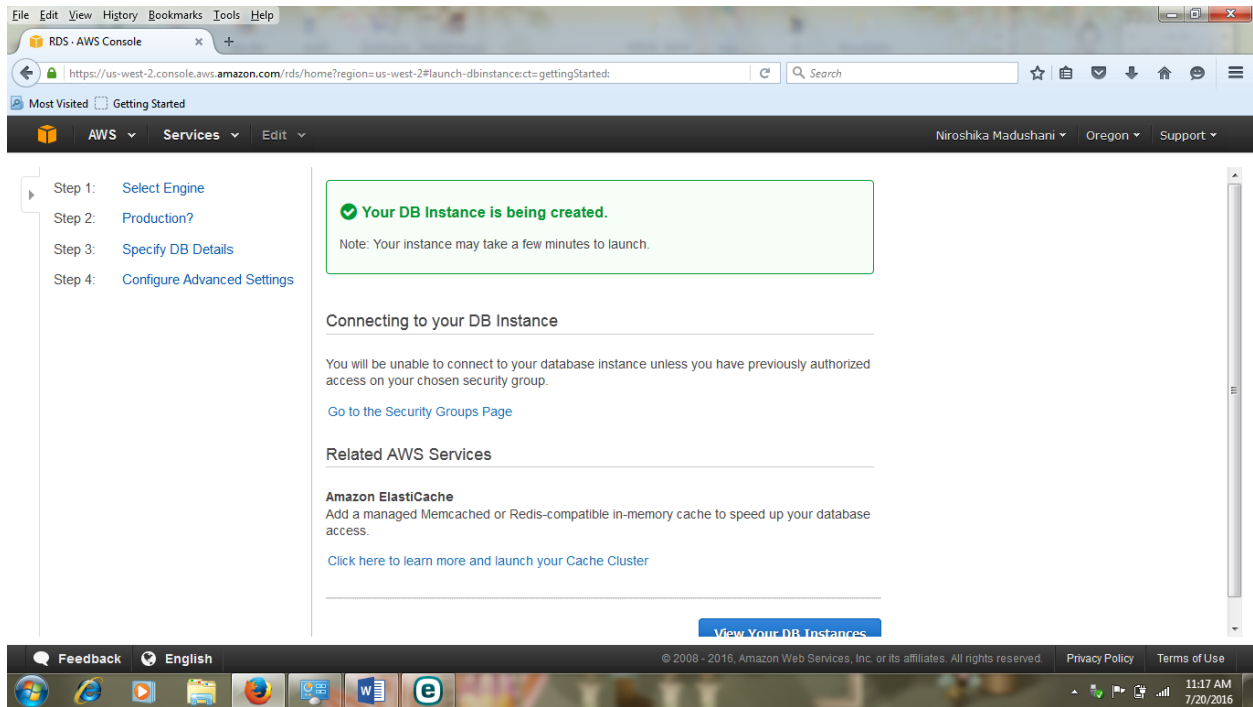 File Edit View History Bookmarks Tools Help
RDS · AWS Console
https://us-west-2.console.aws.amazon.com/rds/home?region=us-west-2#launch-dbinstance:ct=gettingStarted:
Search
Most Visited Getting Started
AWS Services Edit Niroshika Madushani Oregon Support
Step 1: Select Engine
Step 2: Production?
Step 3: Specify DB Details
Step 4: Configure Advanced Settings
Your DB Instance is being created.
Note: Your instance may take a few minutes to launch.
Connecting to your DB Instance
You will be unable to connect to your database instance unless you have previously authorized
access on your chosen security group.
Go to the Security Groups Page
Related AWS Services
Amazon ElastiCache
Add a managed Memcached or Redis-compatible in-memory cache to speed up your database
access.
Click here to learn more and launch your Cache Cluster
View Your DB Instances
Feedback English © 2008 - 2016, Amazon Web Services, Inc. or its affiliates. All rights reserved. Privacy Policy Terms of Use
11:17 AM
7/20/2016